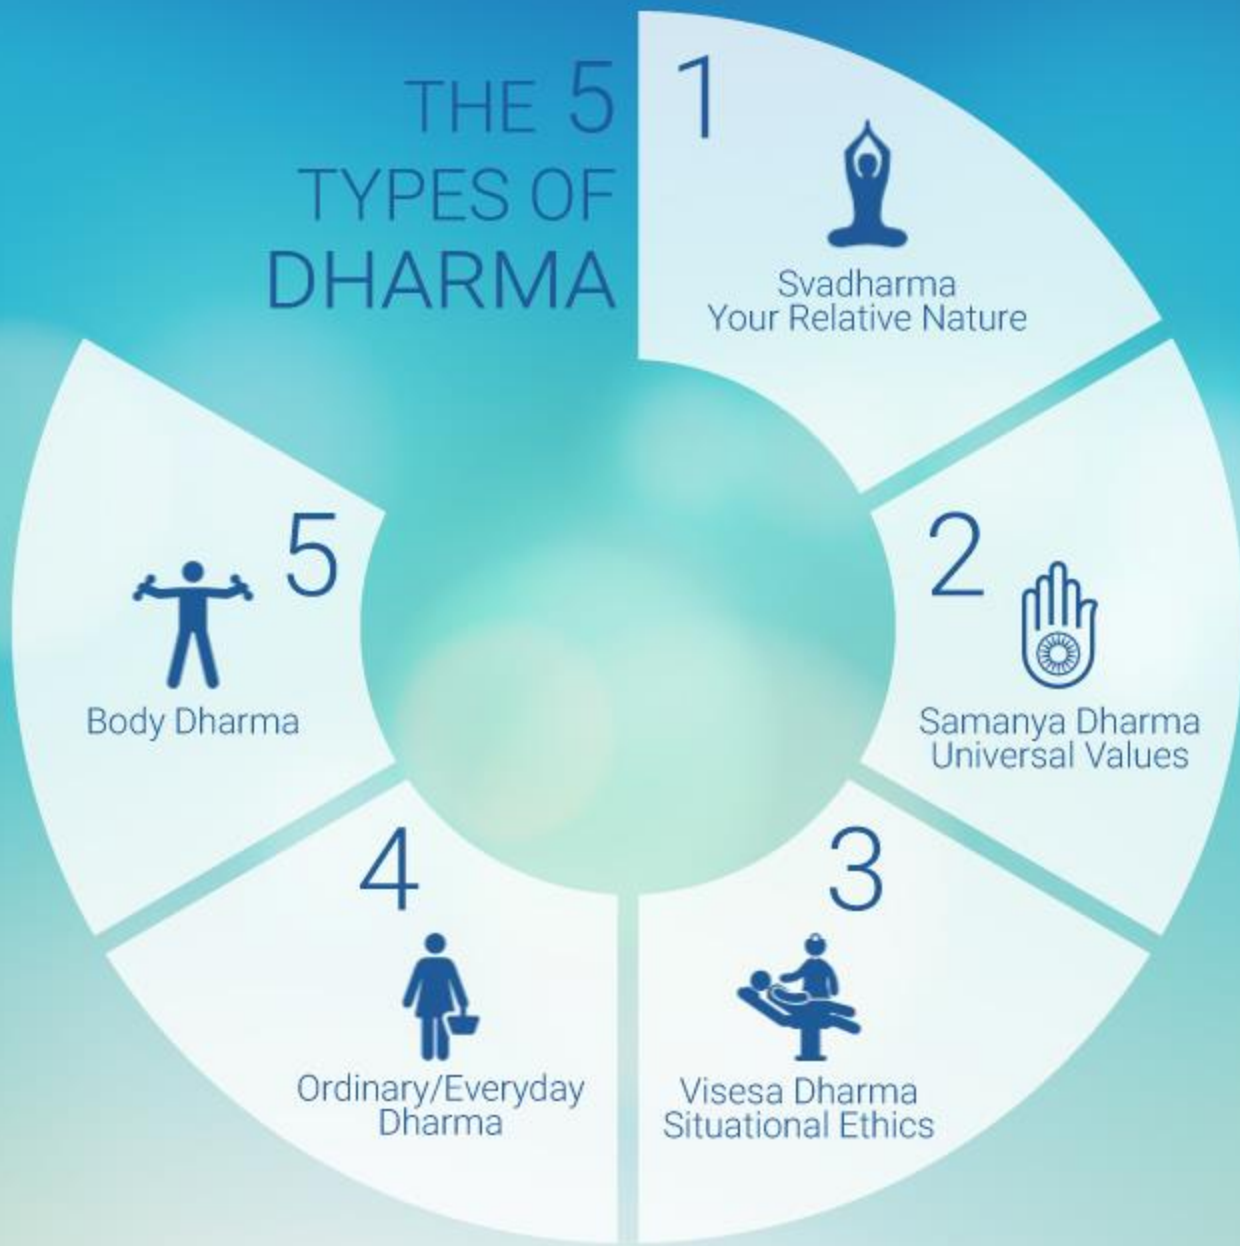 THE 5
TYPES OF
DHARMA
1
Svadharma
Your Relative Nature
2
Samanya Dharma
Universal Values
3
Visesa Dharma
Situational Ethics
4
Ordinary/Everyday
Dharma
5
Body Dharma